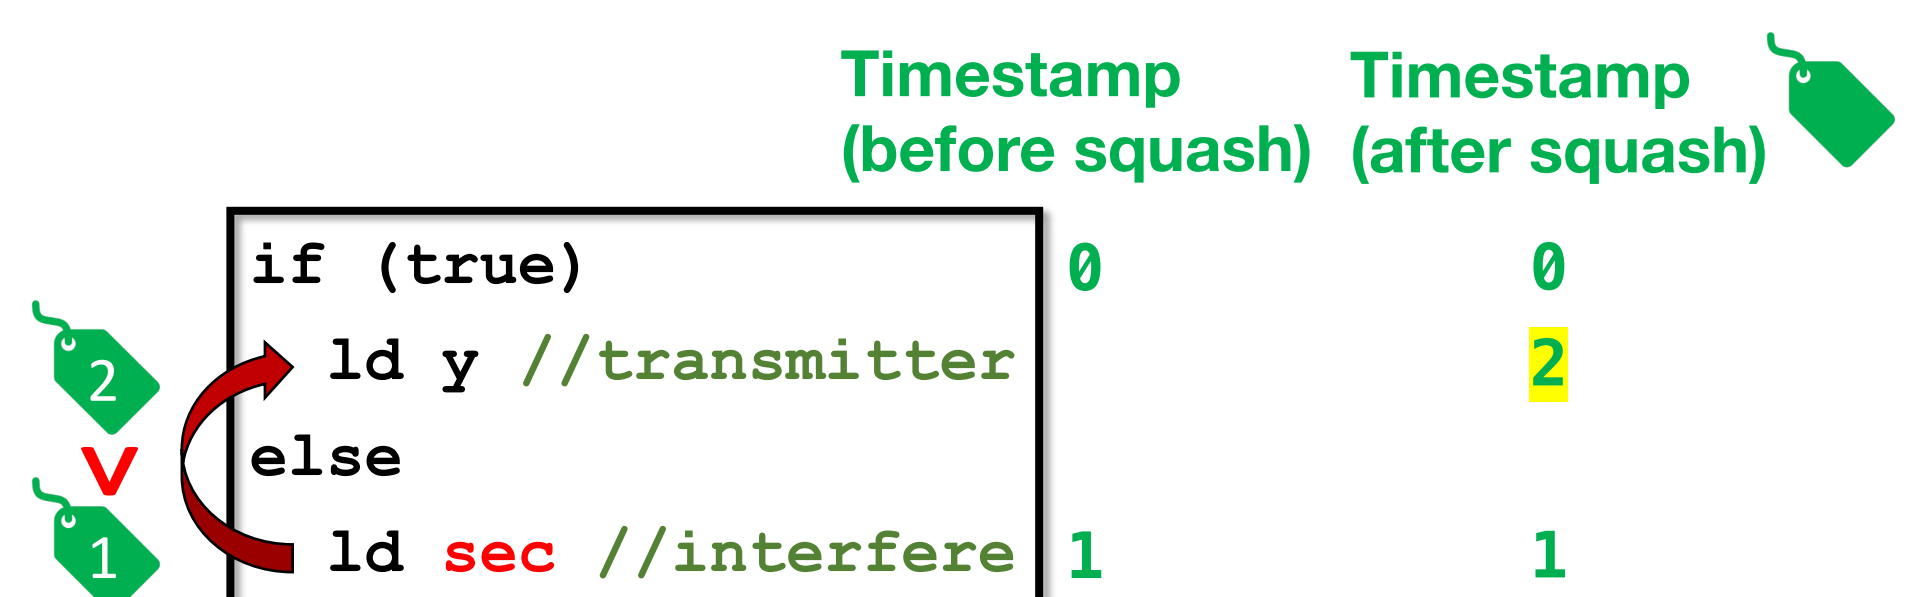 Timestamp (before squash)
Timestamp (after squash)
if (true) 0 0
2 ld y //transmitter 2
>
else
1 ld sec //interfere 1 1